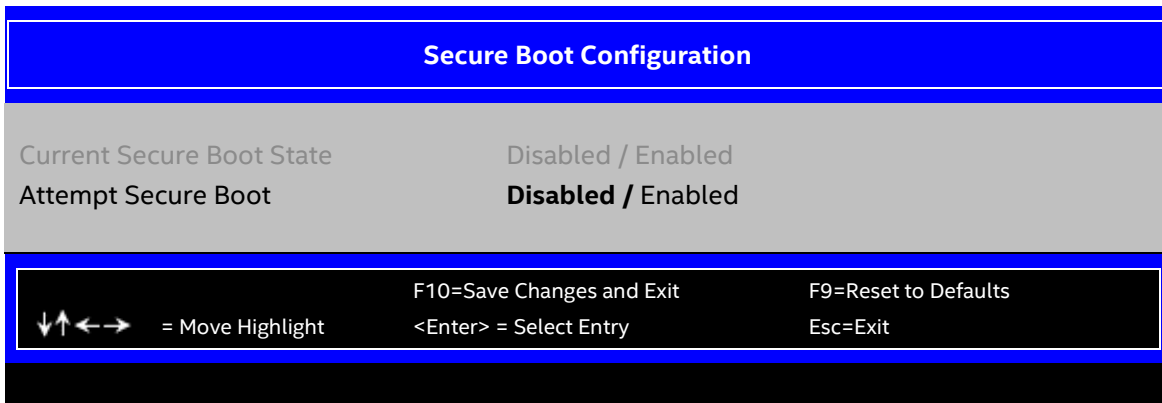 Secure Boot Configuration
Current Secure Boot State Disabled / Enabled
Attempt Secure Boot Disabled / Enabled
F10=Save Changes and Exit F9=Reset to Defaults
↓↑←→ = Move Highlight <Enter> = Select Entry Esc=Exit